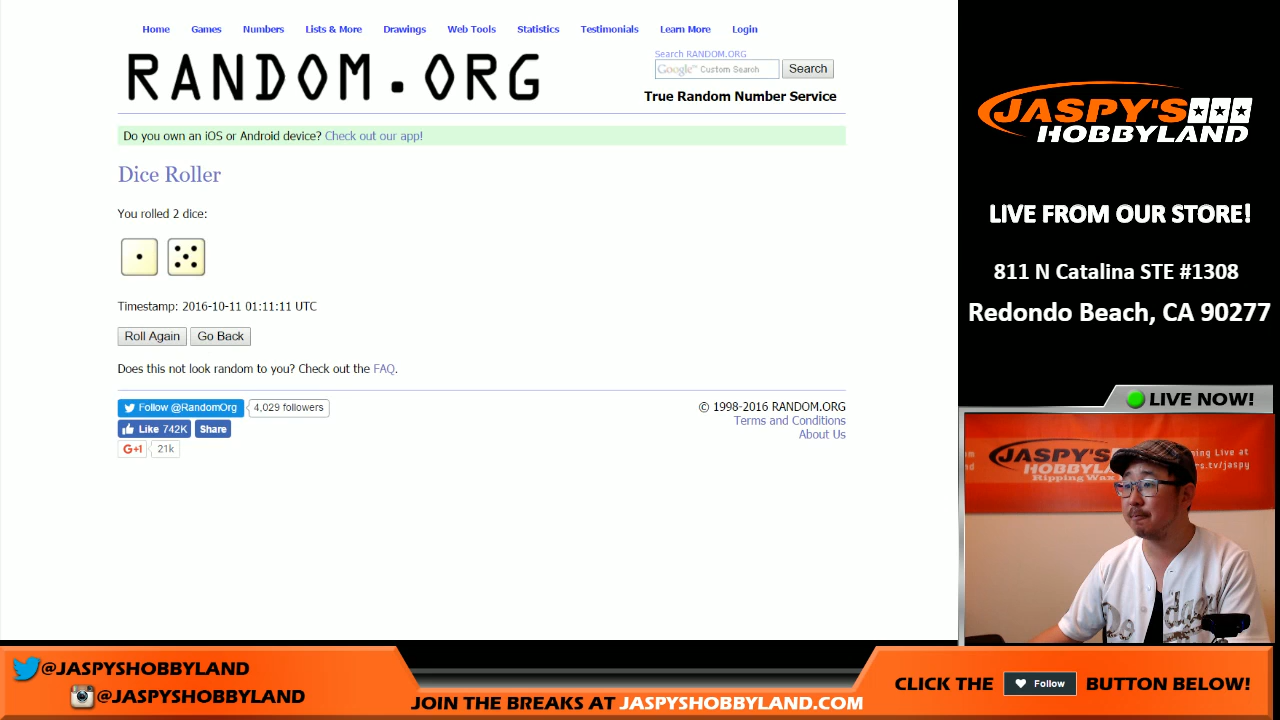 Home Games Numbers Lists & More Drawings Web Tools Statistics Testimonials Learn More Login
RANDOM.ORG
Search RANDOM.ORG
Google™ Custom Search Search
True Random Number Service
Do you own an iOS or Android device? Check out our app!
Dice Roller
You rolled 2 dice:
Timestamp: 2016-10-11 01:11:11 UTC
Roll Again Go Back
Does this not look random to you? Check out the FAQ.
Follow @RandomOrg 4,029 followers
Like 742K Share
G+1 21k
© 1998-2016 RANDOM.ORG
Terms and Conditions
About Us
JASPY'S
HOBBYLAND
LIVE FROM OUR STORE!
811 N Catalina STE #1308
Redondo Beach, CA 90277
LIVE NOW!
JASPY'S
HOBBYLAND
Ripping Wax
Live at
rs.tv/jaspy
@JASPYSHOBBYLAND
@JASPYSHOBBYLAND
JOIN THE BREAKS AT JASPYSHOBBYLAND.COM
CLICK THE Follow BUTTON BELOW!